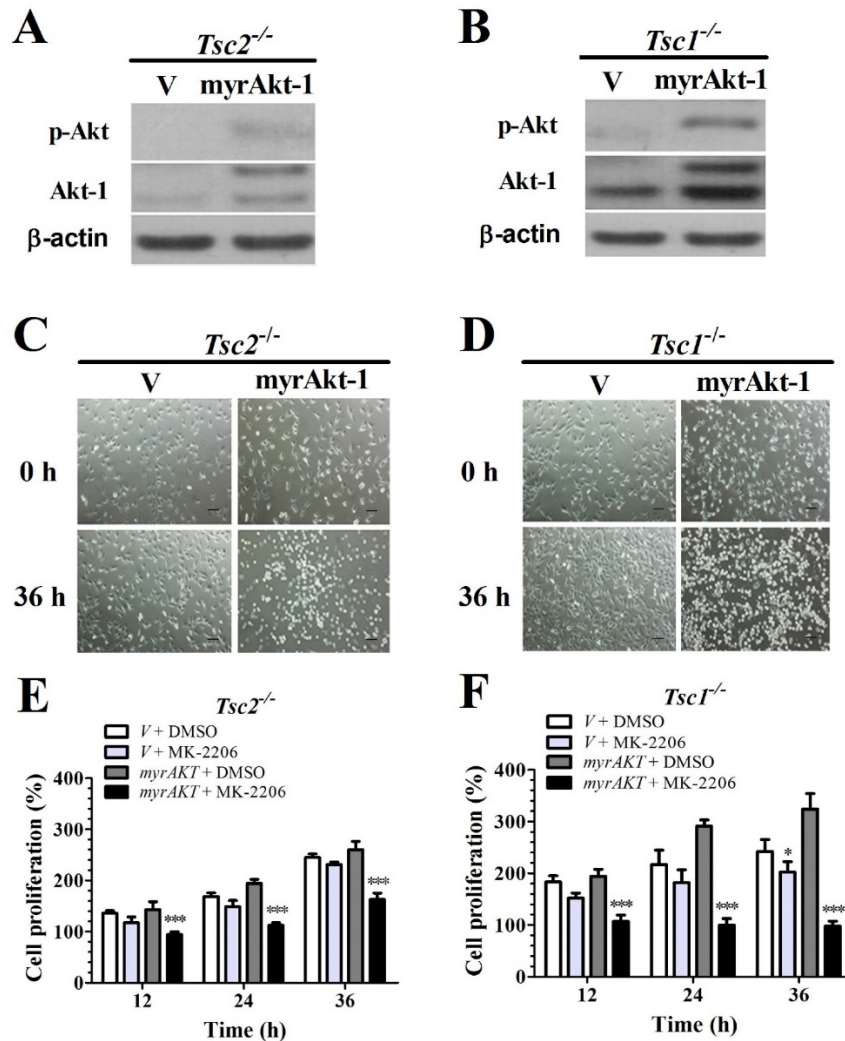 A
Tsc2-/-
V myrAkt-1
p-Akt
Akt-1
β-actin
B
Tsc1-/-
V myrAkt-1
p-Akt
Akt-1
β-actin
C
Tsc2-/-
V myrAkt-1
0 h
36 h
D
Tsc1-/-
V myrAkt-1
0 h
36 h
E
Tsc2-/-
V + DMSO
V + MK-2206
myrAKT + DMSO
myrAKT + MK-2206
Cell proliferation (%)
400
300
200
100
0
***
***
***
12 24 36
Time (h)
F
Tsc1-/-
V + DMSO
V + MK-2206
myrAKT + DMSO
myrAKT + MK-2206
Cell proliferation (%)
400
300
200
100
0
***
***
*
***
12 24 36
Time (h)